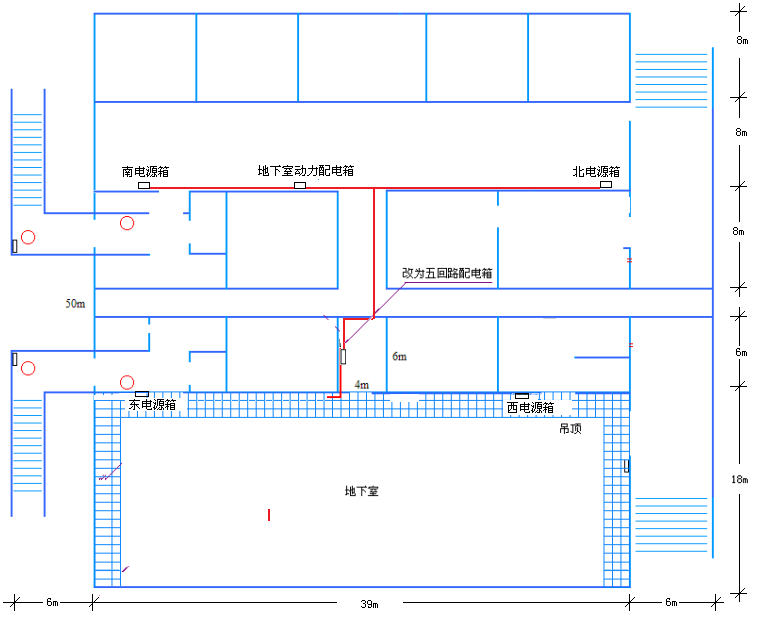 8m
8m
南电源箱
地下室动力配电箱
北电源箱
8m
改为五回路配电箱
50m
6m
6m
4m
东电源箱
西电源箱
吊顶
18m
地下室
6m
39m
6m